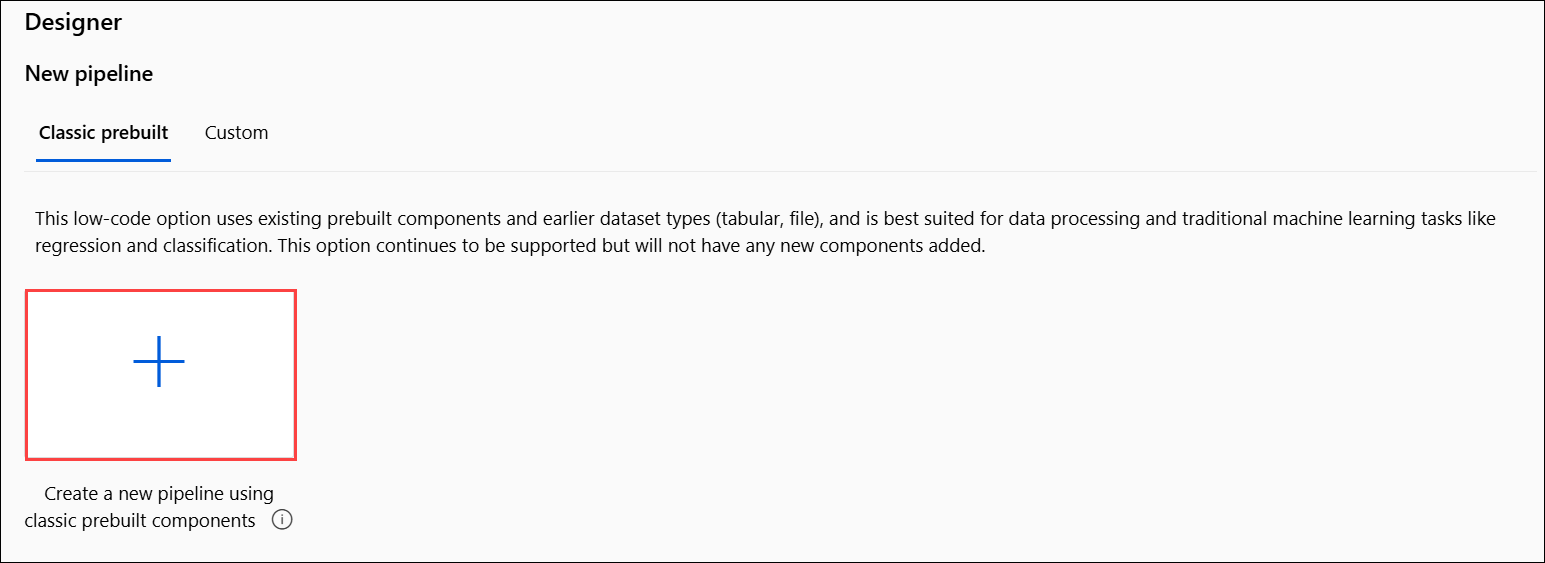 Designer
New pipeline
Classic prebuilt Custom
This low-code option uses existing prebuilt components and earlier dataset types (tabular, file), and is best suited for data processing and traditional machine learning tasks like
regression and classification. This option continues to be supported but will not have any new components added.
Create a new pipeline using
classic prebuilt components